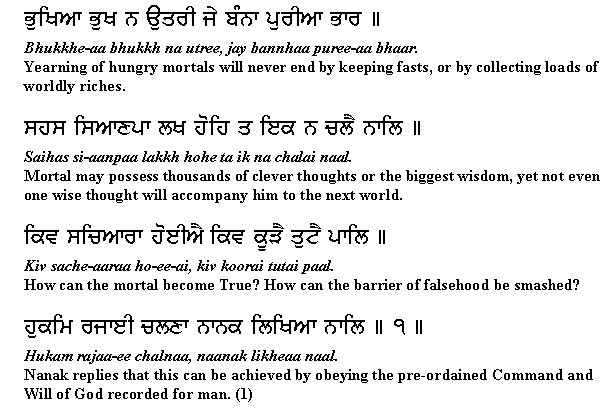 ਭੁਖਿਆ ਭੁਖ ਨ ਉਤਰੀ ਜੇ ਬੰਨਾ ਪੁਰੀਆ ਭਾਰ ॥
Bhukkhe-aa bhukkh na utree, jay bannhaa puree-aa bhaar.
Yearning of hungry mortals will never end by keeping fasts, or by collecting loads of
worldly riches.
ਸਹਸ ਸਿਆਣਪਾ ਲਖ ਹੋਹਿ ਤ ਇਕ ਨ ਚਲੈ ਨਾਲਿ ॥
Saihas si-aanpaa lakkh hohe ta ik na chalai naal.
Mortal may possess thousands of clever thoughts or the biggest wisdom, yet not even
one wise thought will accompany him to the next world.
ਕਿਵ ਸਚਿਆਰਾ ਹੋਈਐ ਕਿਵ ਕੂੜੈ ਤੁਟੈ ਪਾਲਿ ॥
Kiv sache-aaraa ho-ee-ai, kiv koorai tutai paal.
How can the mortal become True? How can the barrier of falsehood be smashed?
ਹੁਕਮਿ ਰਜਾਈ ਚਲਣਾ ਨਾਨਕ ਲਿਖਿਆ ਨਾਲਿ ॥ ੧ ॥
Hukam rajaa-ee chalnaa, naanak likheaa naal.
Nanak replies that this can be achieved by obeying the pre-ordained Command and
Will of God recorded for man. (1)